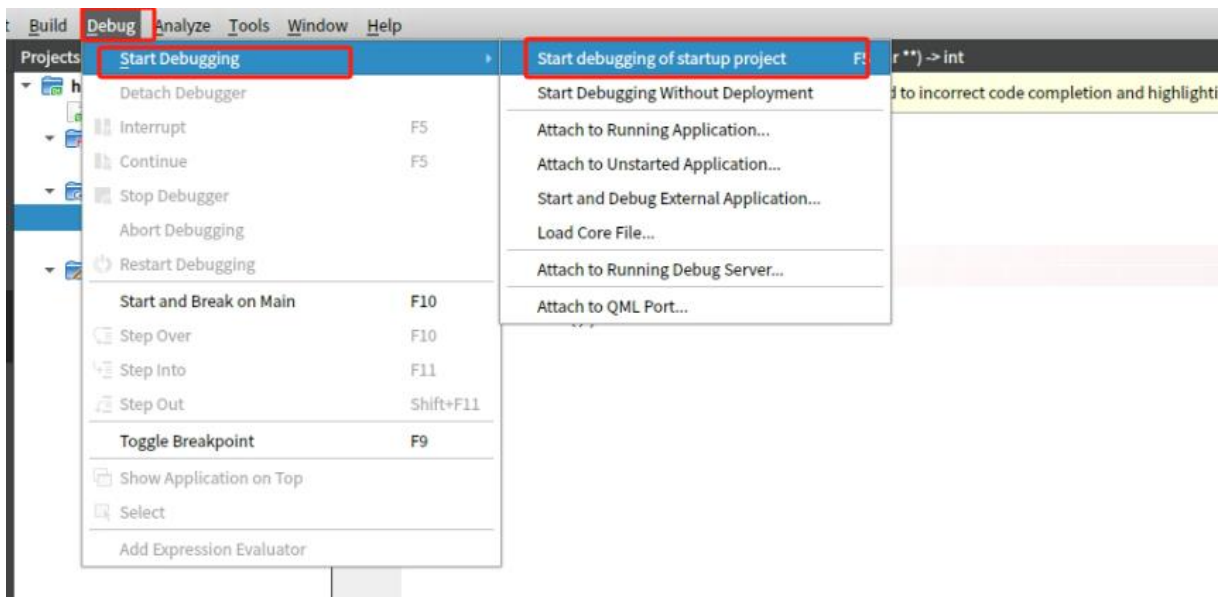 Build Debug Analyze Tools Window Help
Projects
Start Debugging
Detach Debugger
Interrupt F5
Continue F5
Stop Debugger
Abort Debugging
Restart Debugging
Start and Break on Main F10
Step Over F10
Step Into F11
Step Out Shift+F11
Toggle Breakpoint F9
Show Application on Top
Select
Add Expression Evaluator
Start debugging of startup project F5
Start Debugging Without Deployment
Attach to Running Application...
Attach to Unstarted Application...
Start and Debug External Application...
Load Core File...
Attach to Running Debug Server...
Attach to QML Port...
r **) -> int
to incorrect code completion and highlighti